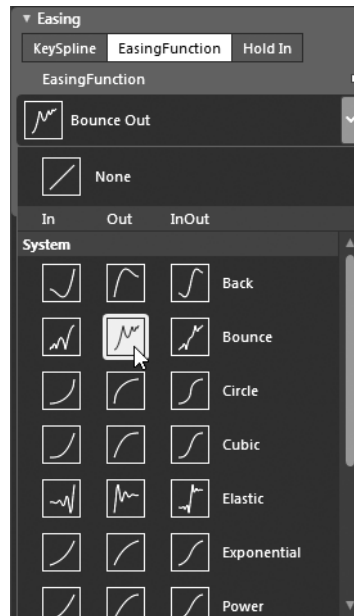 Easing
KeySpline EasingFunction Hold In
EasingFunction
Bounce Out
None
In Out InOut
System
Back
Bounce
Circle
Cubic
Elastic
Exponential
Power